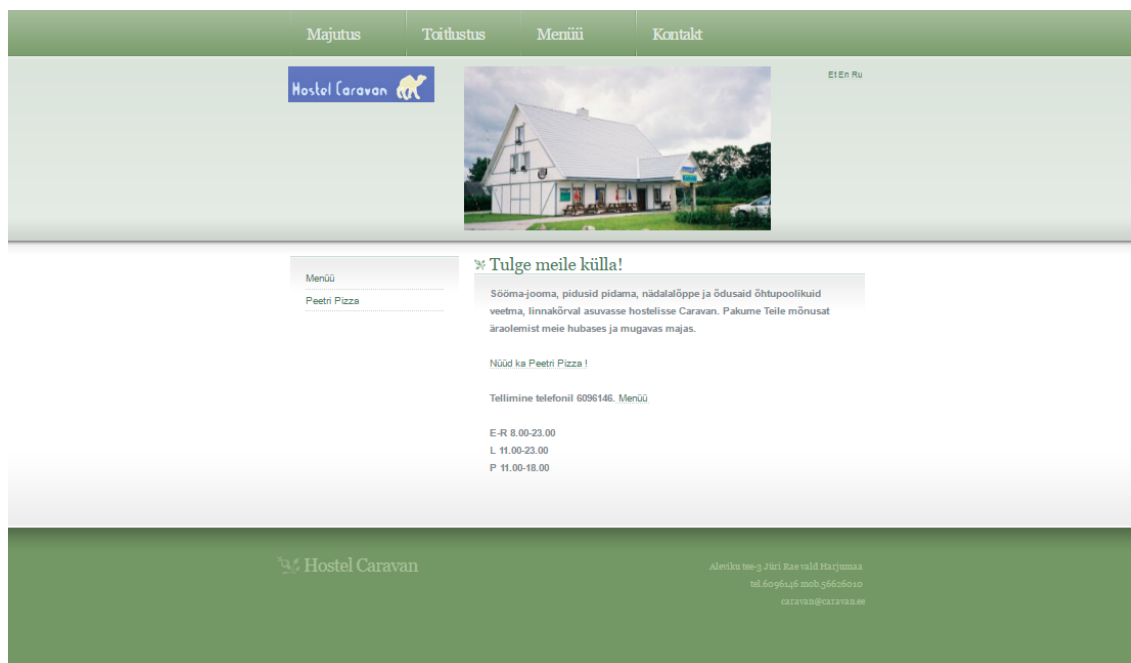 Majutus
Toitlustus
Menüü
Kontakt
Hostel Caravan
Et En Ru
Menüü
Peetri Pizza
Tulge meile külla!
Sööma-jooma, pidusid pidama, nädalalõppe ja õdusaid õhtupoolikuid
veetma, linnakõrval asuvasse hostelisse Caravan. Pakume Teile mõnusat
äraolemist meie hubases ja mugavas majas.
Nüüd ka Peetri Pizza !
Tellimine telefonil 6096146. Menüü
E-R 8.00-23.00
L 11.00-23.00
P 11.00-18.00
Hostel Caravan
Aleviku tee-3 Jüri Rae vald Harjumaa
tel.6096146 mob.56626010
caravan@caravan.ee